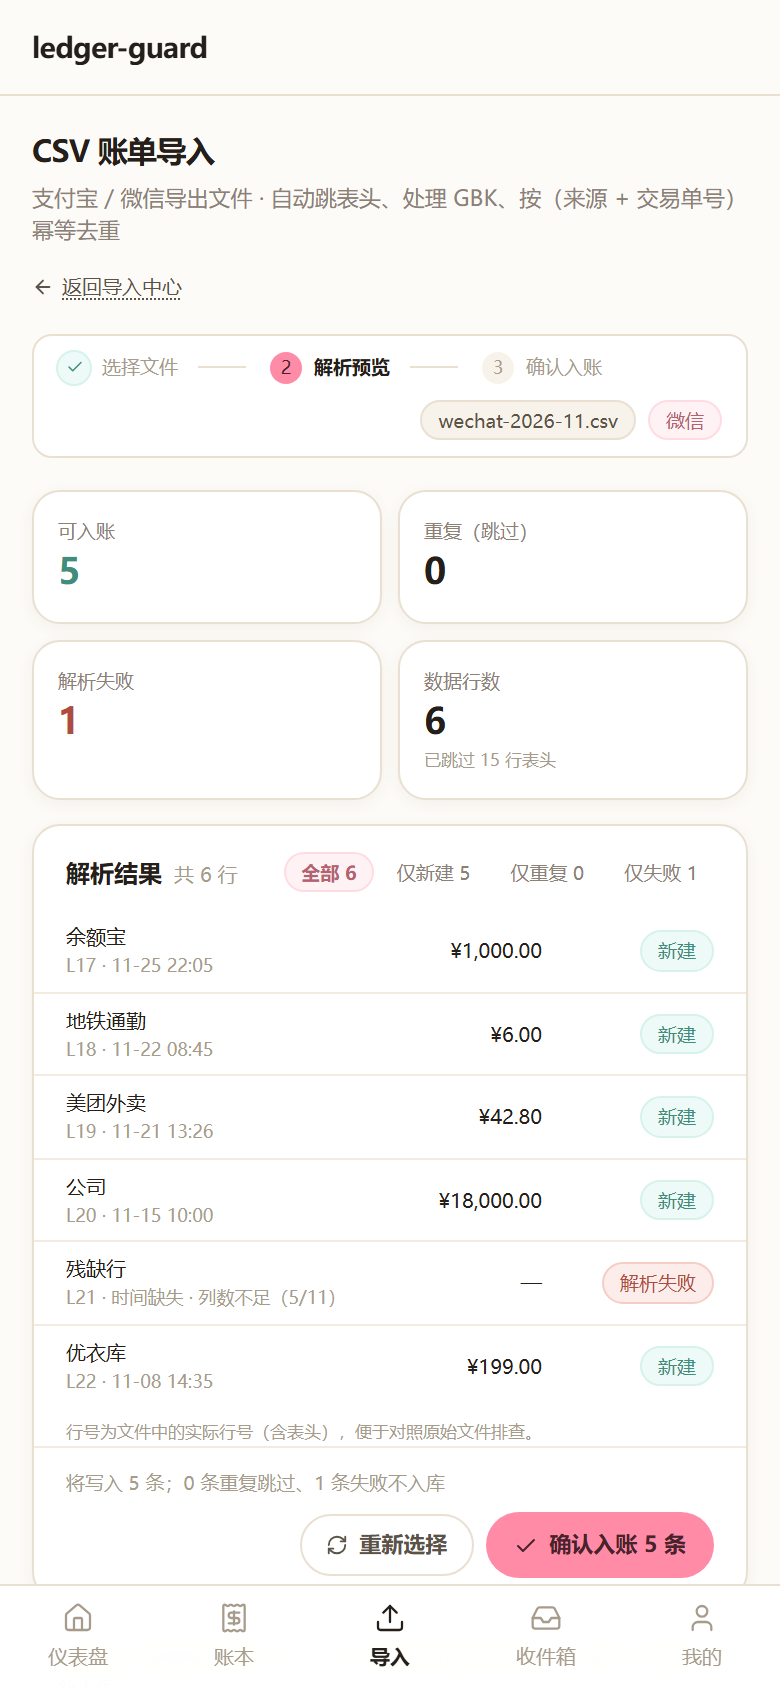 ledger-guard
CSV 账单导入
支付宝 / 微信导出文件 · 自动跳表头、处理 GBK、按（来源 + 交易单号）
幂等去重
返回导入中心
选择文件
2 解析预览
3 确认入账
wechat-2026-11.csv 微信
可入账
5
重复（跳过）
0
解析失败
1
数据行数
6
已跳过 15 行表头
解析结果 共 6 行 全部 6 仅新建 5 仅重复 0 仅失败 1
余额宝
L17 · 11-25 22:05
¥1,000.00 新建
地铁通勤
L18 · 11-22 08:45
¥6.00 新建
美团外卖
L19 · 11-21 13:26
¥42.80 新建
公司
L20 · 11-15 10:00
¥18,000.00 新建
残缺行
L21 · 时间缺失 · 列数不足（5/11）
— 解析失败
优衣库
L22 · 11-08 14:35
¥199.00 新建
行号为文件中的实际行号（含表头），便于对照原始文件排查。
将写入 5 条；0 条重复跳过、1 条失败不入库
重新选择 确认入账 5 条
仪表盘 账本 导入 收件箱 我的